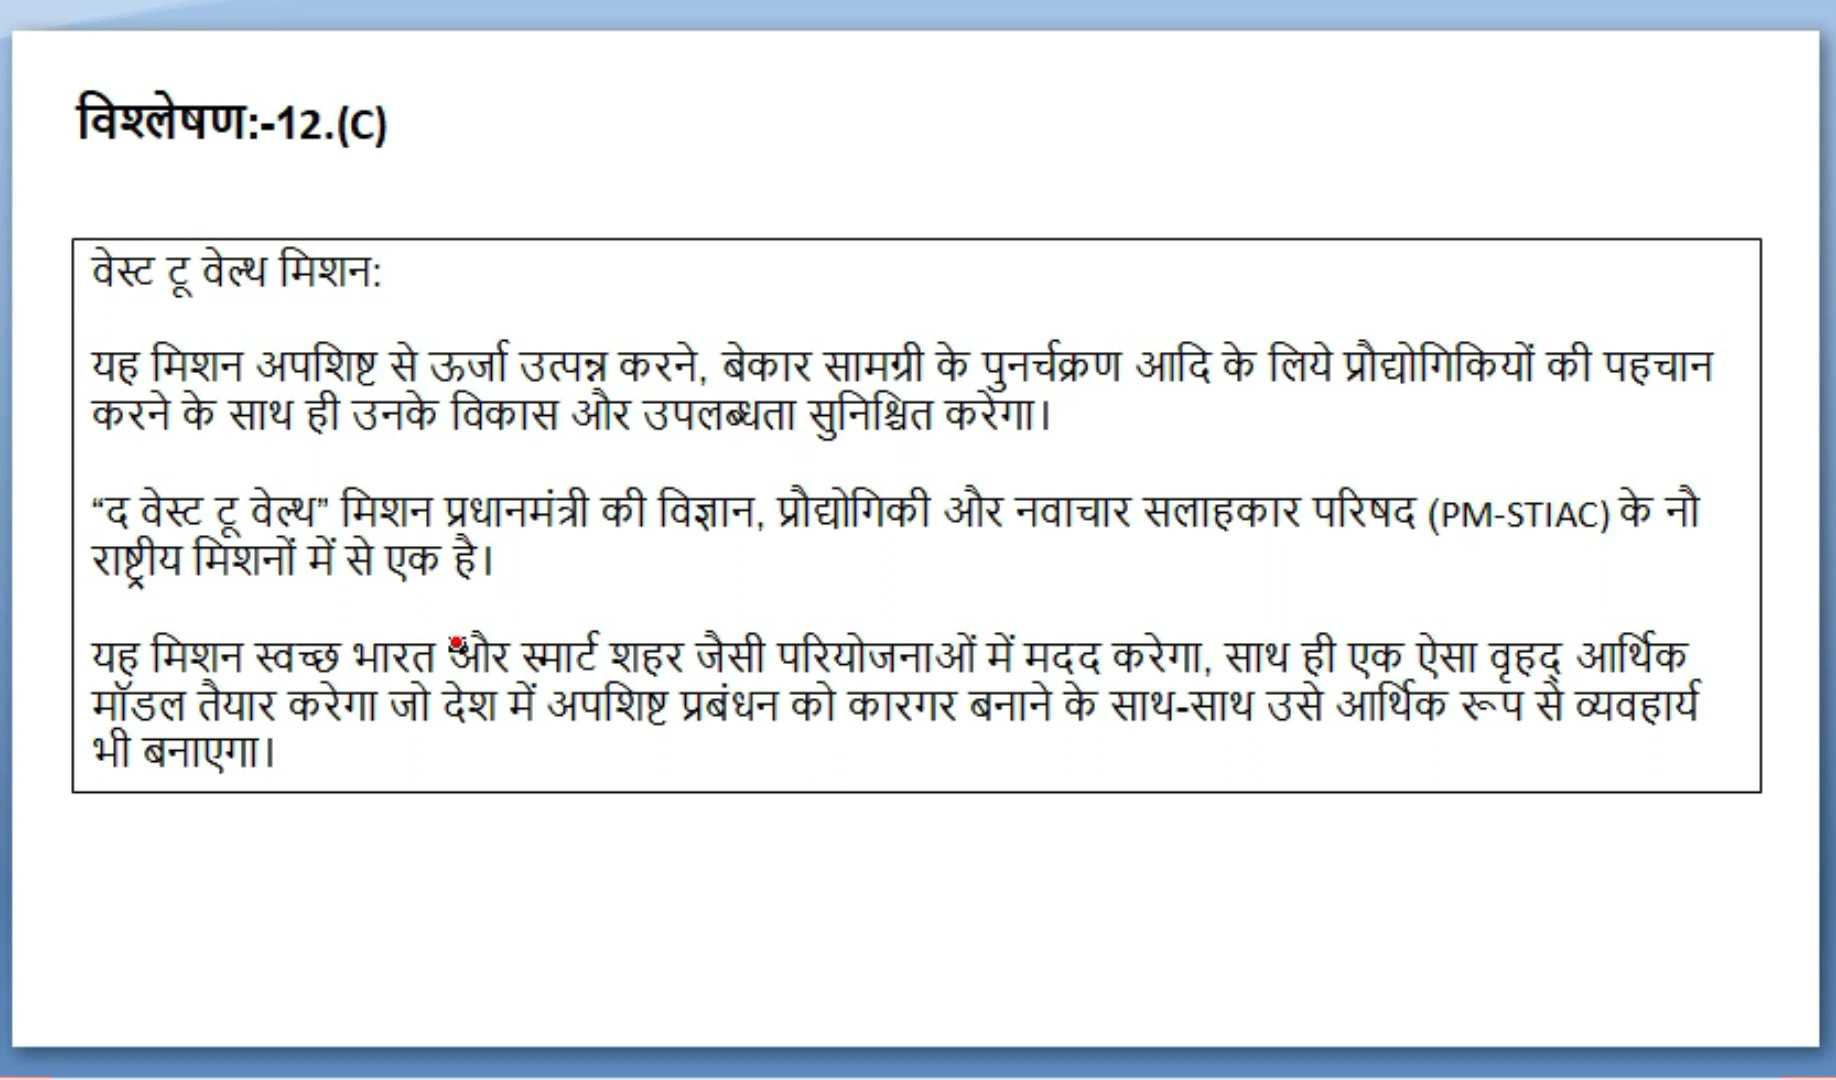 विश्लेषण:-12.(C)
वेस्ट टू वेल्थ मिशन:
यह मिशन अपशिष्ट से ऊर्जा उत्पन्न करने, बेकार सामग्री के पुनर्चक्रण आदि के लिये प्रौद्योगिकियों की पहचान
करने के साथ ही उनके विकास और उपलब्धता सुनिश्चित करेगा।
“द वेस्ट टू वेल्थ” मिशन प्रधानमंत्री की विज्ञान, प्रौद्योगिकी और नवाचार सलाहकार परिषद (PM-STIAC) के नौ
राष्ट्रीय मिशनों में से एक है।
यह मिशन स्वच्छ भारत और स्मार्ट शहर जैसी परियोजनाओं में मदद करेगा, साथ ही एक ऐसा वृहद् आर्थिक
मॉडल तैयार करेगा जो देश में अपशिष्ट प्रबंधन को कारगर बनाने के साथ-साथ उसे आर्थिक रूप से व्यवहार्य
भी बनाएगा।